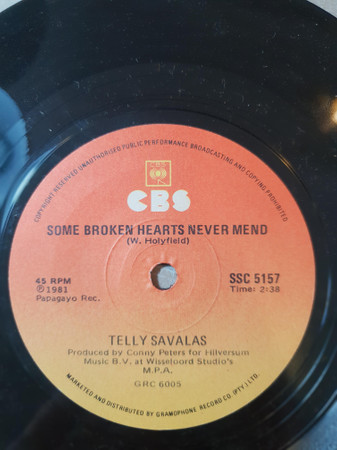 COPYRIGHT RESERVED UNAUTHORISED PUBLIC PERFORMANCE BROADCASTING AND COPYING PROHIBITED
CBS
SOME BROKEN HEARTS NEVER MEND
(W. Holyfield)
45 RPM
℗1981
Papagayo Rec.
SSC 5157
Time: 2:38
TELLY SAVALAS
Produced by Conny Peters for Hilversum
Music B.V. at Wisseloord Studio's
M.P.A.
GRC 6005
MARKETED AND DISTRIBUTED BY GRAMOPHONE RECORD CO (PTY.) LTD.